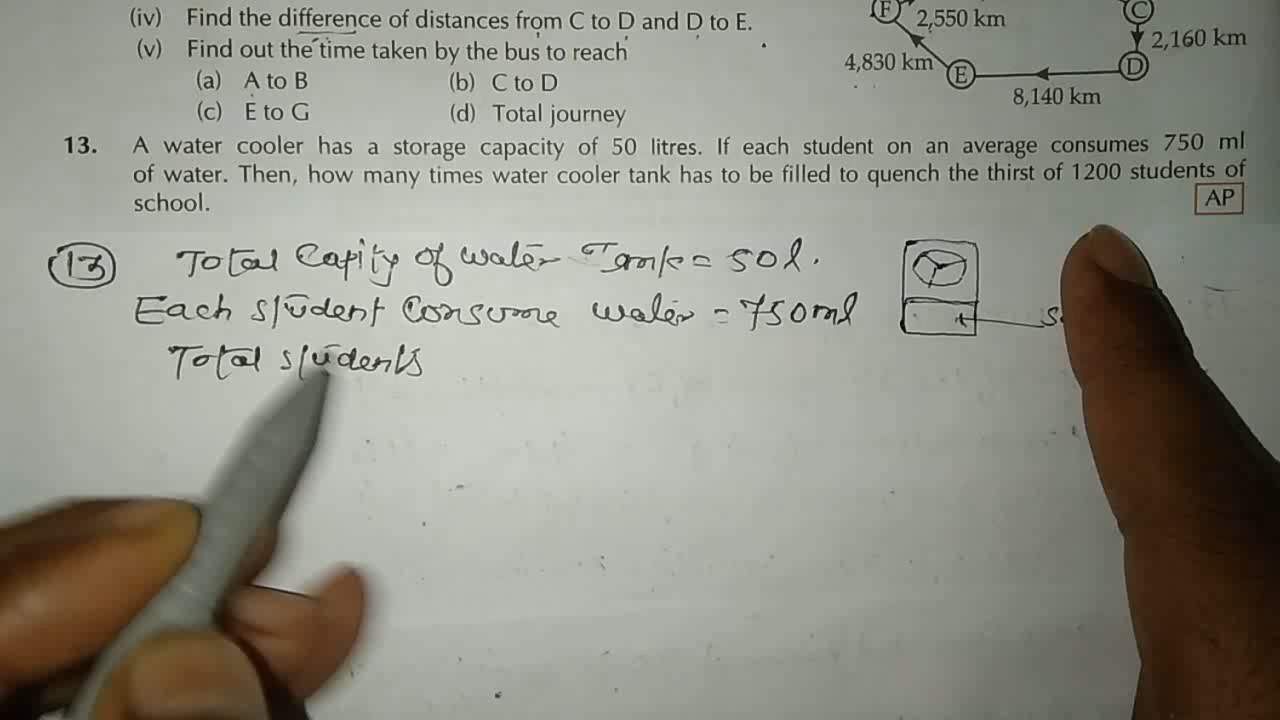 (iv) Find the difference of distances from C to D and D to E.
(v) Find out the time taken by the bus to reach
(a) A to B (b) C to D
(c) E to G (d) Total journey
F 2,550 km C
2,160 km
4,830 km E D
8,140 km
13. A water cooler has a storage capacity of 50 litres. If each student on an average consumes 750 ml
of water. Then, how many times water cooler tank has to be filled to quench the thirst of 1200 students of
school. AP
13 Total Capity of water Tank = 50l.
Each student Consume water = 750ml
Total students